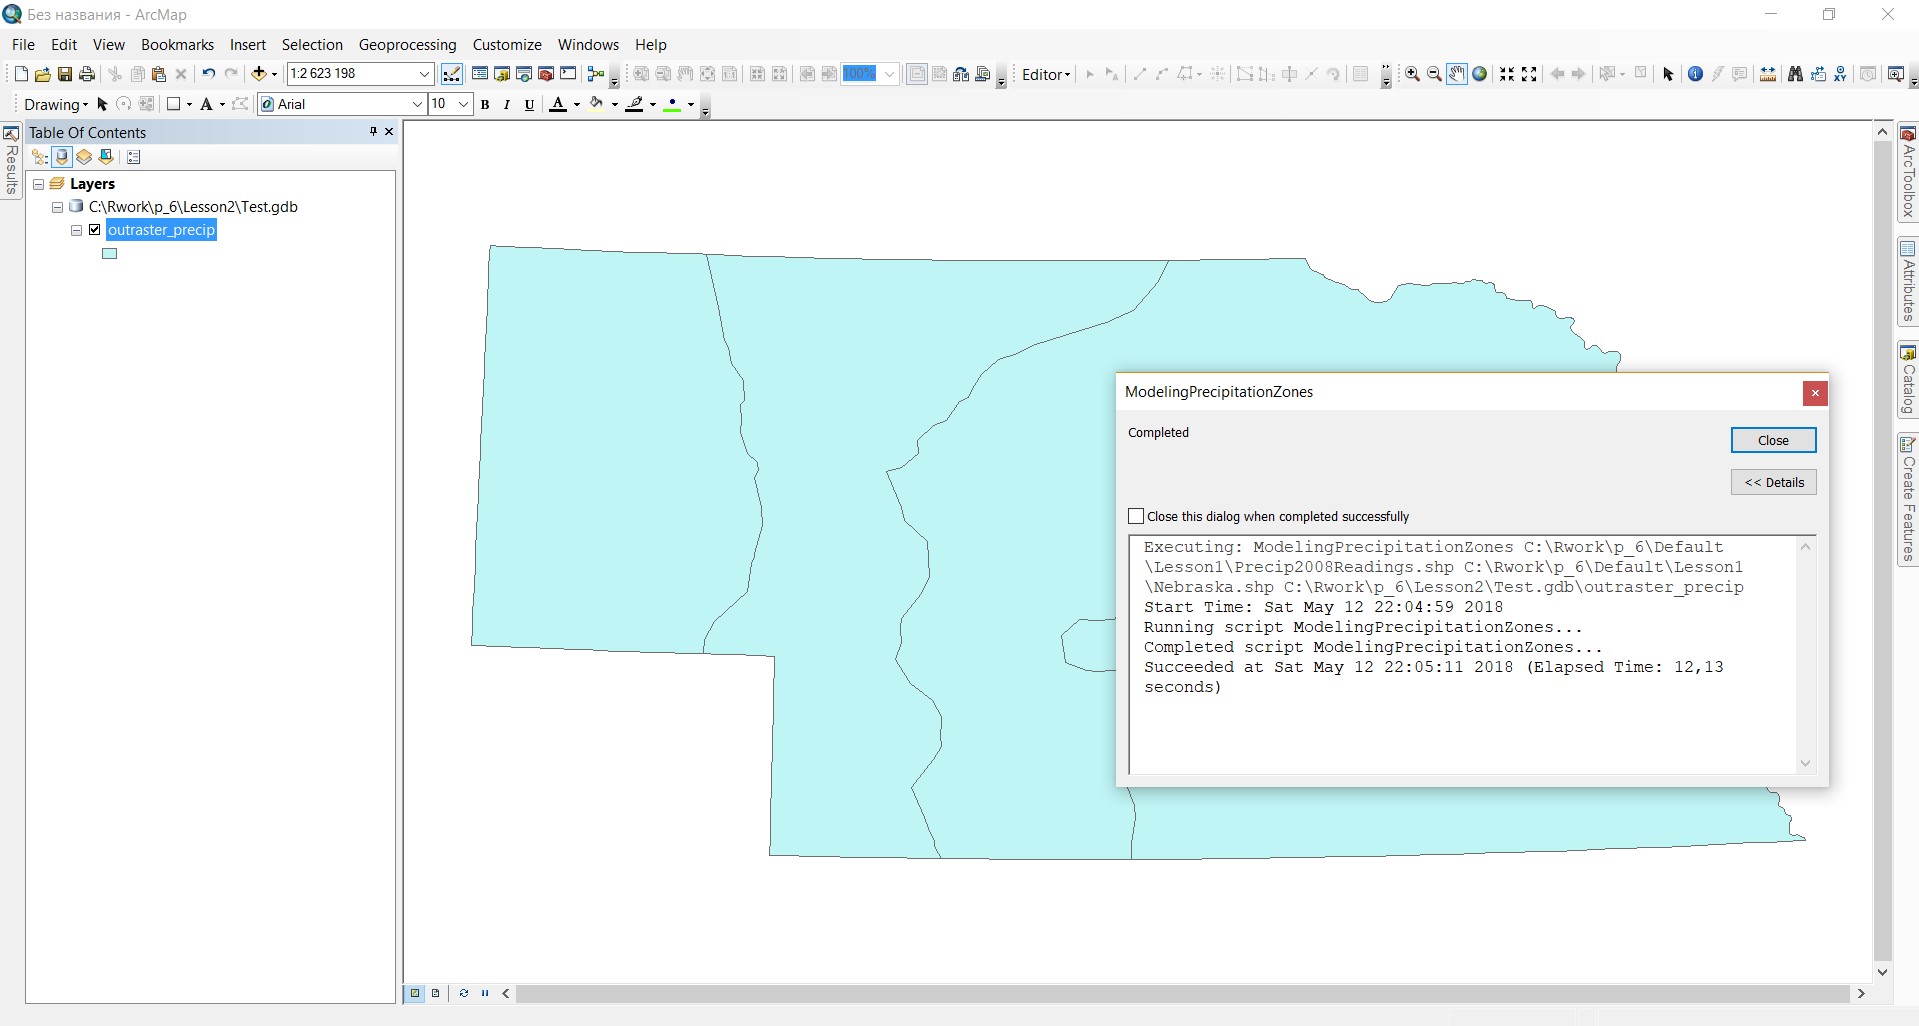 Без названия - ArcMap
File Edit View Bookmarks Insert Selection Geoprocessing Customize Windows Help
1:2 623 198
100%
Editor
Drawing
A
Arial
10
B I U A
Results
Table Of Contents
Layers
C:\Rwork\p_6\Lesson2\Test.gdb
outraster_precip
ModelingPrecipitationZones
Completed
Close
<< Details
Close this dialog when completed successfully
Executing: ModelingPrecipitationZones C:\Rwork\p_6\Default
\Lesson1\Precip2008Readings.shp C:\Rwork\p_6\Default\Lesson1
\Nebraska.shp C:\Rwork\p_6\Lesson2\Test.gdb\outraster_precip
Start Time: Sat May 12 22:04:59 2018
Running script ModelingPrecipitationZones...
Completed script ModelingPrecipitationZones...
Succeeded at Sat May 12 22:05:11 2018 (Elapsed Time: 12,13
seconds)
ArcToolbox
Attributes
Catalog
Create Features